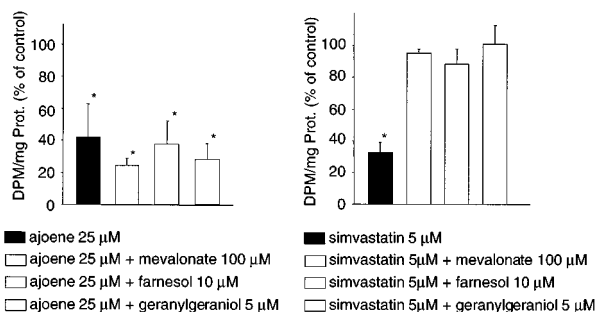 DPM/mg Prot. (% of control)
100
80
60
40
20
0
*
*
*
*
ajoene 25 µM
ajoene 25 µM + mevalonate 100 µM
ajoene 25 µM + farnesol 10 µM
ajoene 25 µM + geranylgeraniol 5 µM
DPM/mg Prot. (% of control)
100
80
60
40
20
0
*
simvastatin 5 µM
simvastatin 5µM + mevalonate 100 µM
simvastatin 5µM + farnesol 10 µM
simvastatin 5µM + geranylgeraniol 5 µM